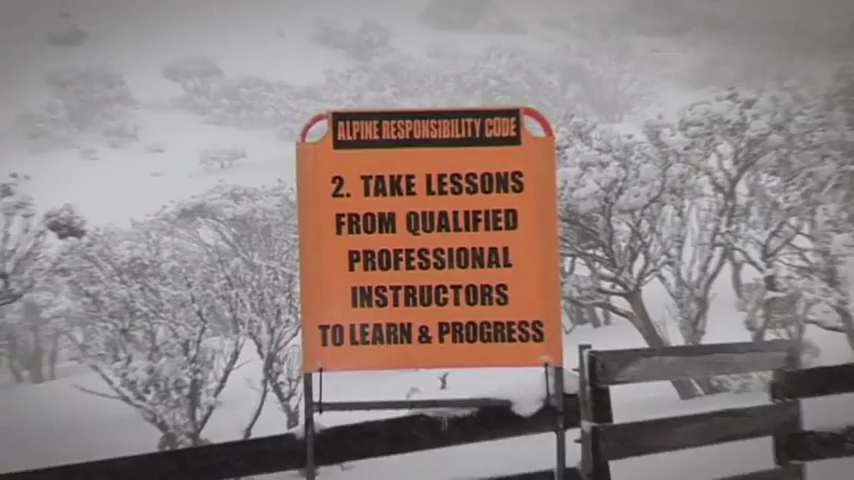 ALPINE RESPONSIBILITY CODE
2. TAKE LESSONS
FROM QUALIFIED
PROFESSIONAL
INSTRUCTORS
TO LEARN & PROGRESS